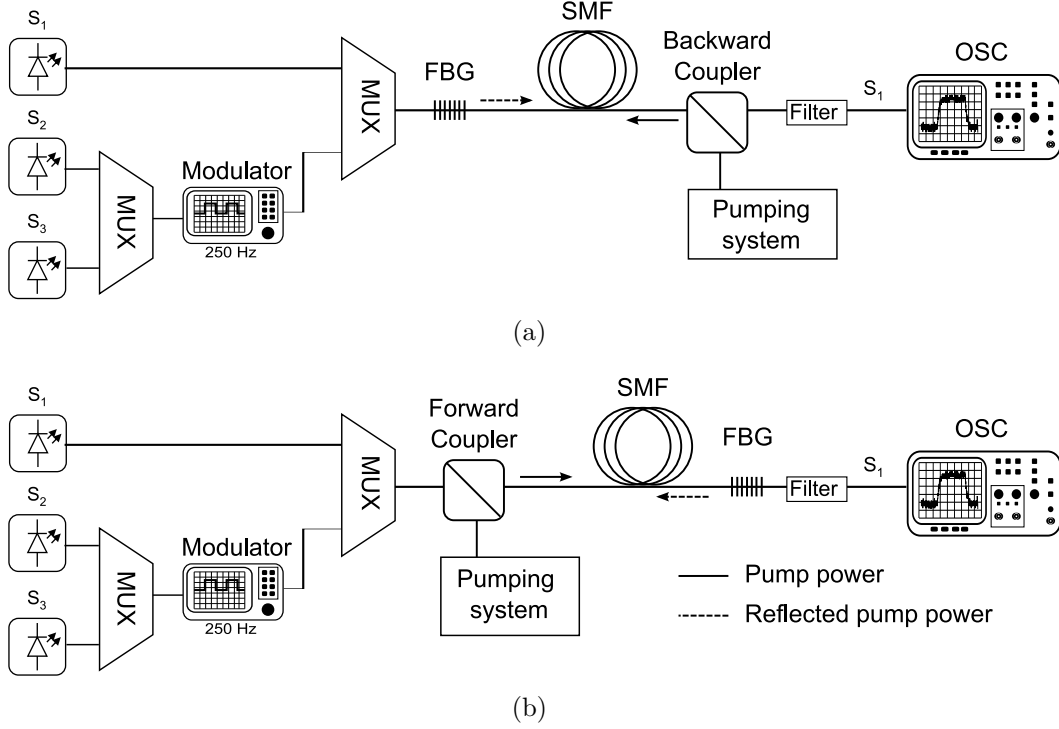 S1
SMF
Backward
Coupler
OSC
FBG
MUX
S1
Filter
S2
Modulator
MUX
Pumping
system
S3
250 Hz
(a)
S1
SMF
Forward
Coupler
OSC
FBG
MUX
S1
Filter
S2
Modulator
MUX
Pumping
system
Pump power
S3
250 Hz
Reflected pump power
(b)